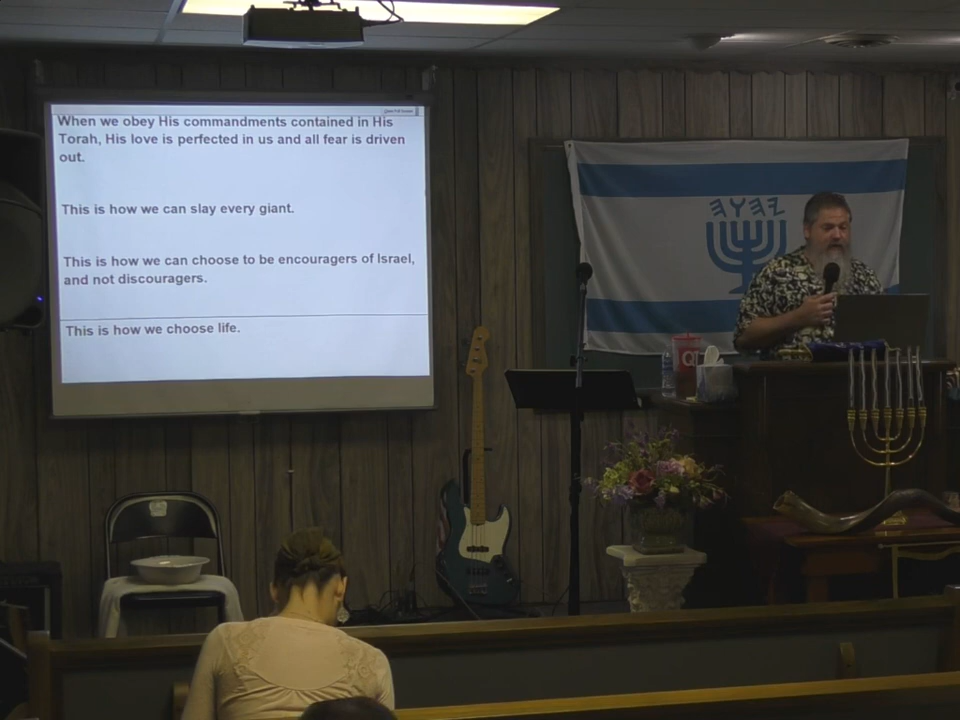 When we obey His commandments contained in His
Torah, His love is perfected in us and all fear is driven
out.
This is how we can slay every giant.
This is how we can choose to be encouragers of Israel,
and not discouragers.
This is how we choose life.
QT